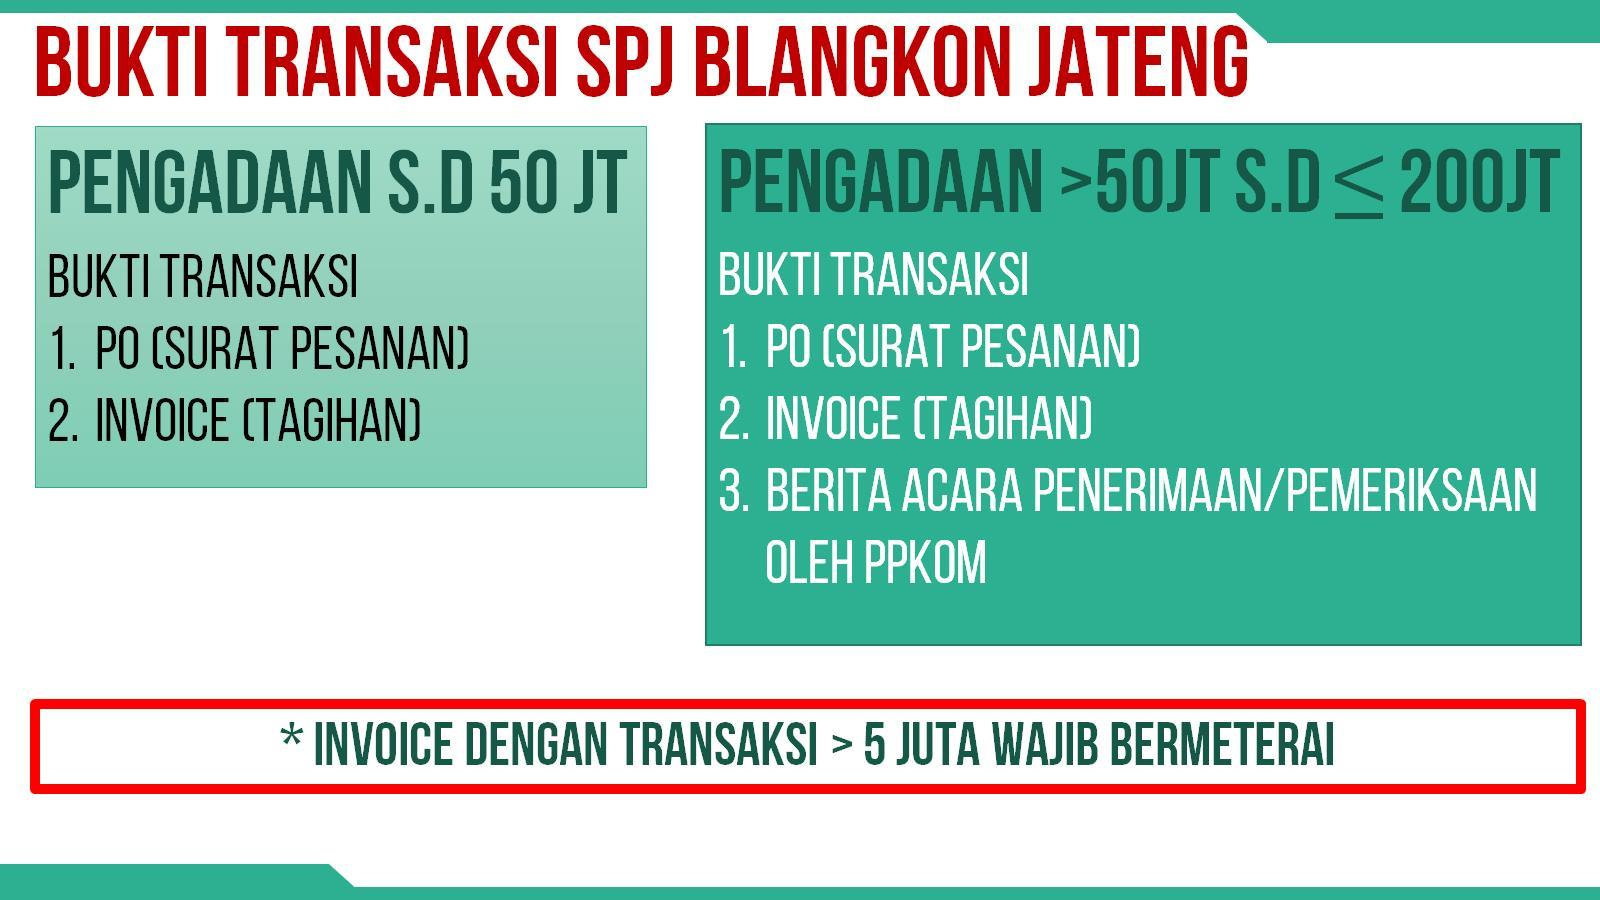 BUKTI TRANSAKSI SPJ BLANGKON JATENG
PENGADAAN S.D 50 JT
BUKTI TRANSAKSI
1. PO (SURAT PESANAN)
2. INVOICE (TAGIHAN)
PENGADAAN >50JT S.D ≤ 200JT
BUKTI TRANSAKSI
1. PO (SURAT PESANAN)
2. INVOICE (TAGIHAN)
3. BERITA ACARA PENERIMAAN/PEMERIKSAAN
OLEH PPKOM
* INVOICE DENGAN TRANSAKSI > 5 JUTA WAJIB BERMETERAI